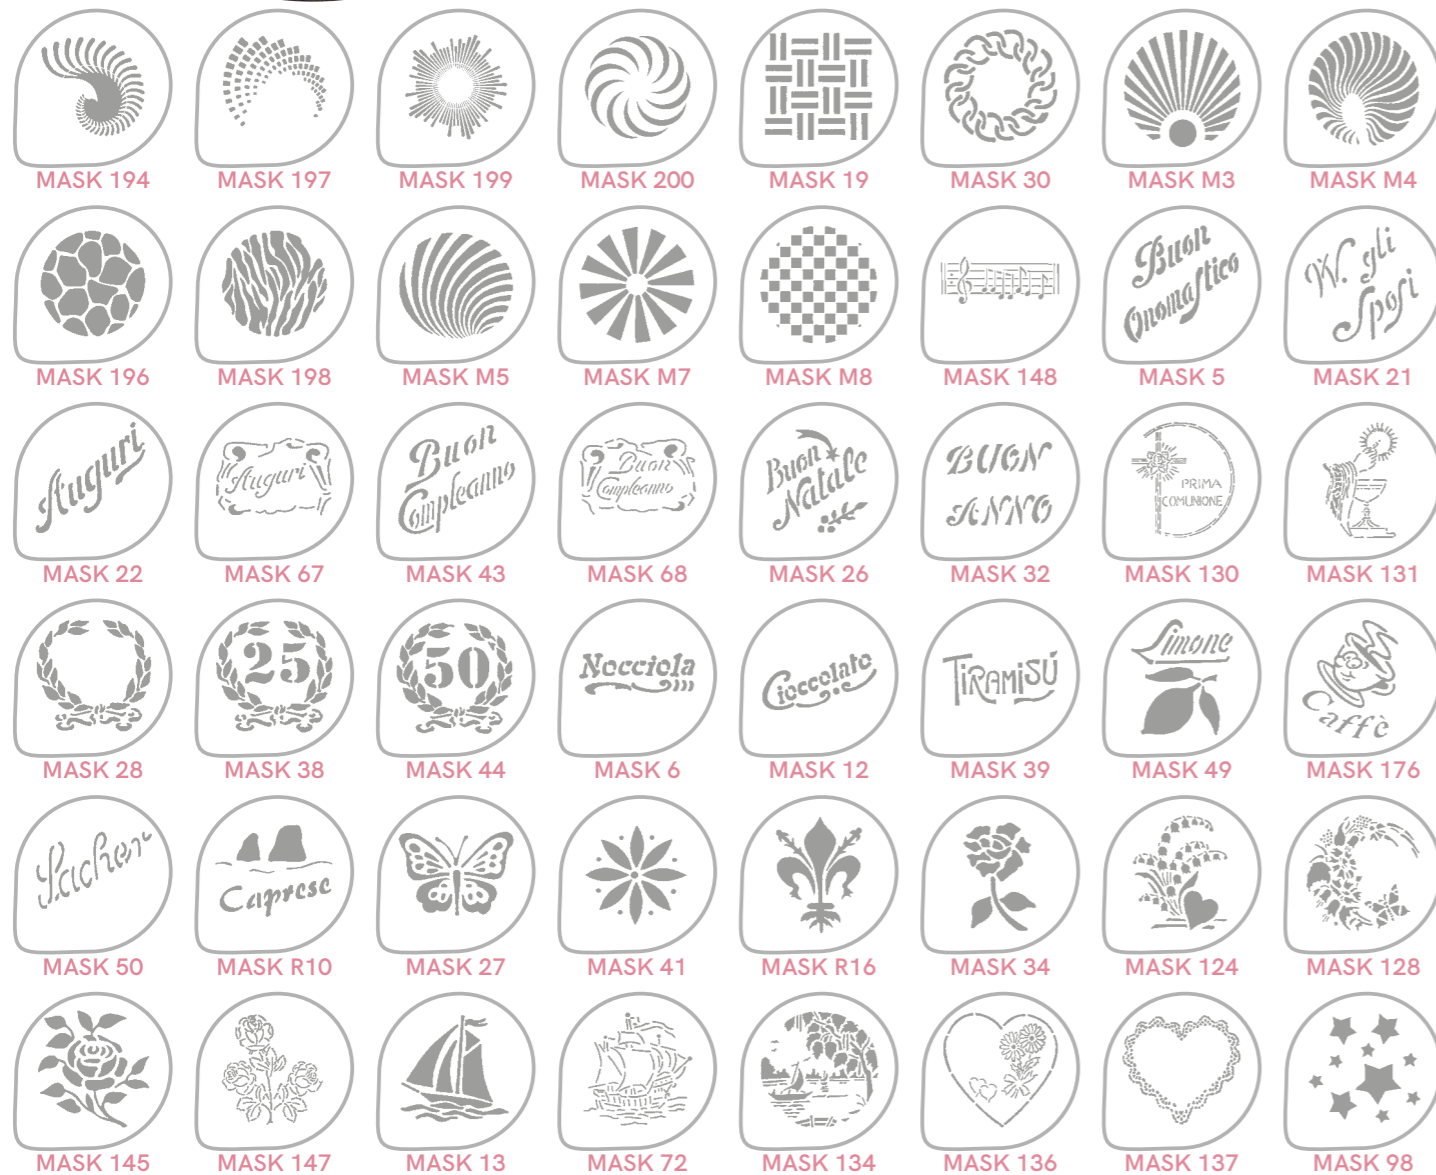 MASK 194 MASK 197 MASK 199 MASK 200 MASK 19 MASK 30 MASK M3 MASK M4
Buon
Onomastico
W. gli
Sposi
MASK 196 MASK 198 MASK M5 MASK M7 MASK M8 MASK 148 MASK 5 MASK 21
Auguri
Auguri
Buon
Compleanno
Buon
Compleanno
Buon
Natale
BUON
ANNO
PRIMA
COMUNIONE
MASK 22 MASK 67 MASK 43 MASK 68 MASK 26 MASK 32 MASK 130 MASK 131
25
50
Nocciola
Cioccolato
TIRAMISÚ
Limone
Caffè
MASK 28 MASK 38 MASK 44 MASK 6 MASK 12 MASK 39 MASK 49 MASK 176
Sacher
Caprese
MASK 50 MASK R10 MASK 27 MASK 41 MASK R16 MASK 34 MASK 124 MASK 128
MASK 145 MASK 147 MASK 13 MASK 72 MASK 134 MASK 136 MASK 137 MASK 98